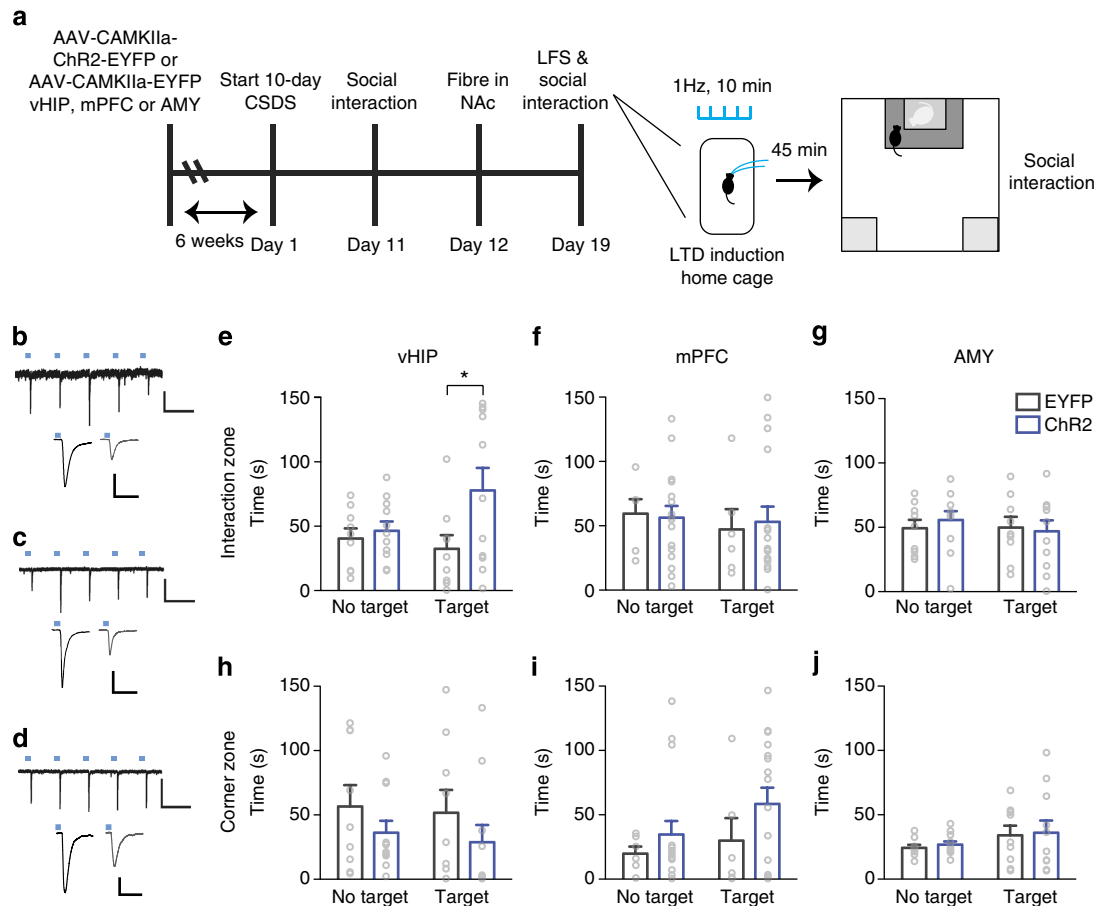 a
AAV-CAMKIIa-
ChR2-EYFP or
AAV-CAMKIIa-EYFP
vHIP, mPFC or AMY
Start 10-day
CSDS
Social
interaction
Fibre in
NAc
LFS &
social
interaction
6 weeks
Day 1
Day 11
Day 12
Day 19
1Hz, 10 min
LTD induction
home cage
45 min
Social
interaction
b
c
d
e
vHIP
Interaction zone
Time (s)
150
100
50
0
*
No target
Target
f
mPFC
Time (s)
150
100
50
0
No target
Target
g
AMY
EYFP
ChR2
Time (s)
150
100
50
0
No target
Target
h
Corner zone
Time (s)
150
100
50
0
No target
Target
i
Time (s)
150
100
50
0
No target
Target
j
Time (s)
150
100
50
0
No target
Target